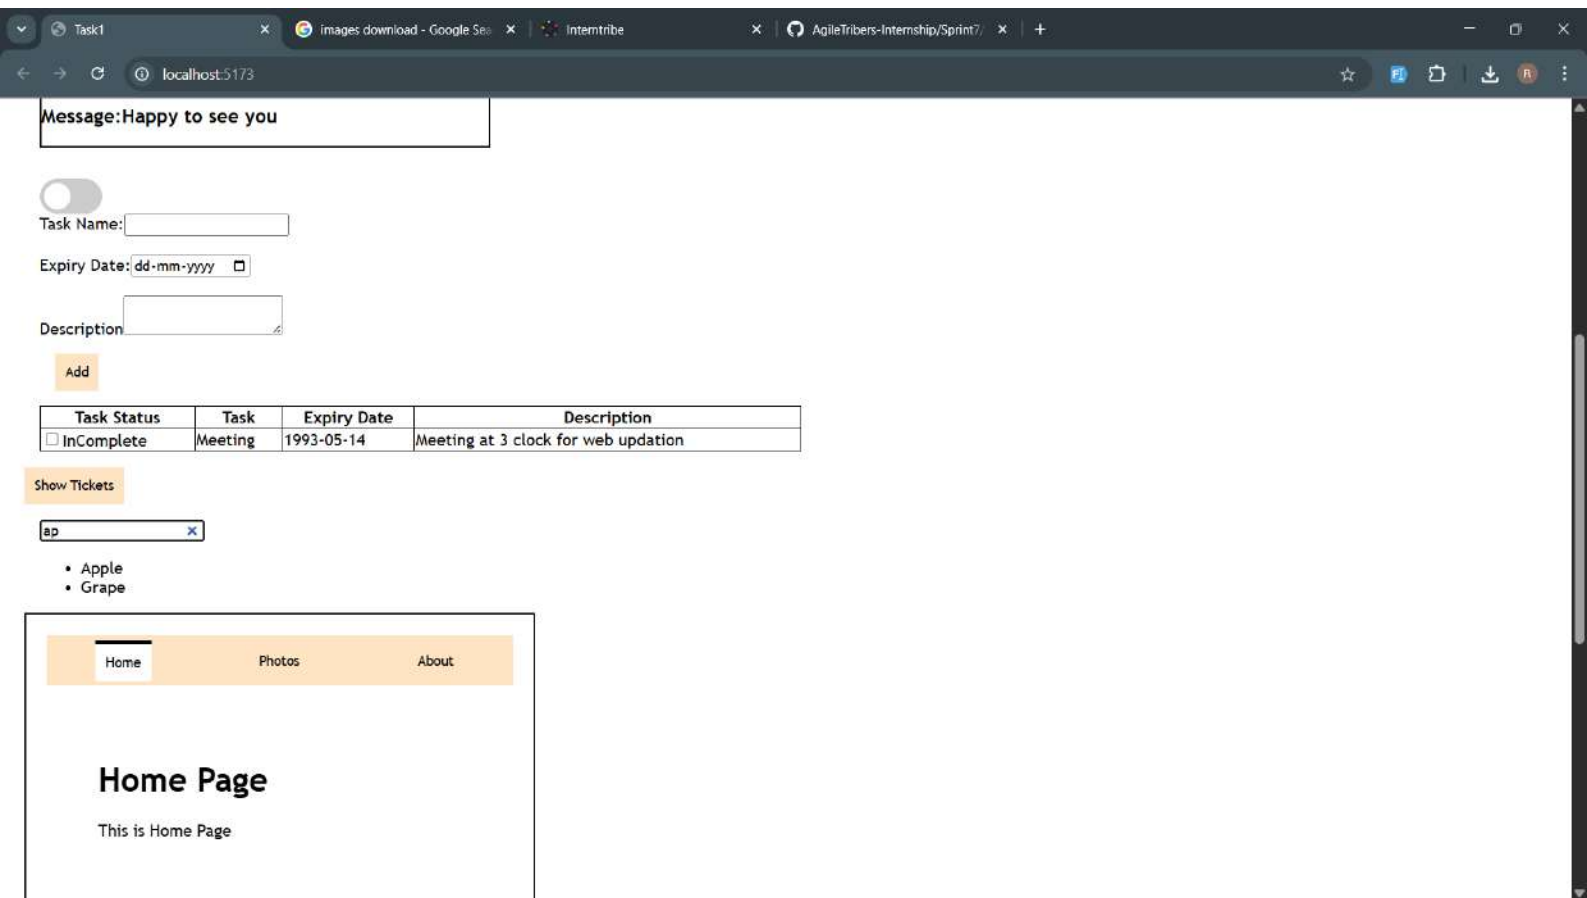 Task1
images download - Google Sea
Interntribe
AgileTribers-Internship/Sprint7/
localhost:5173
Message:Happy to see you
Task Name:
Expiry Date: dd-mm-yyyy
Description
Add
Task Status Task Expiry Date Description
InComplete Meeting 1993-05-14 Meeting at 3 clock for web updation
Show Tickets
ap
Apple
Grape
Home Photos About
Home Page
This is Home Page